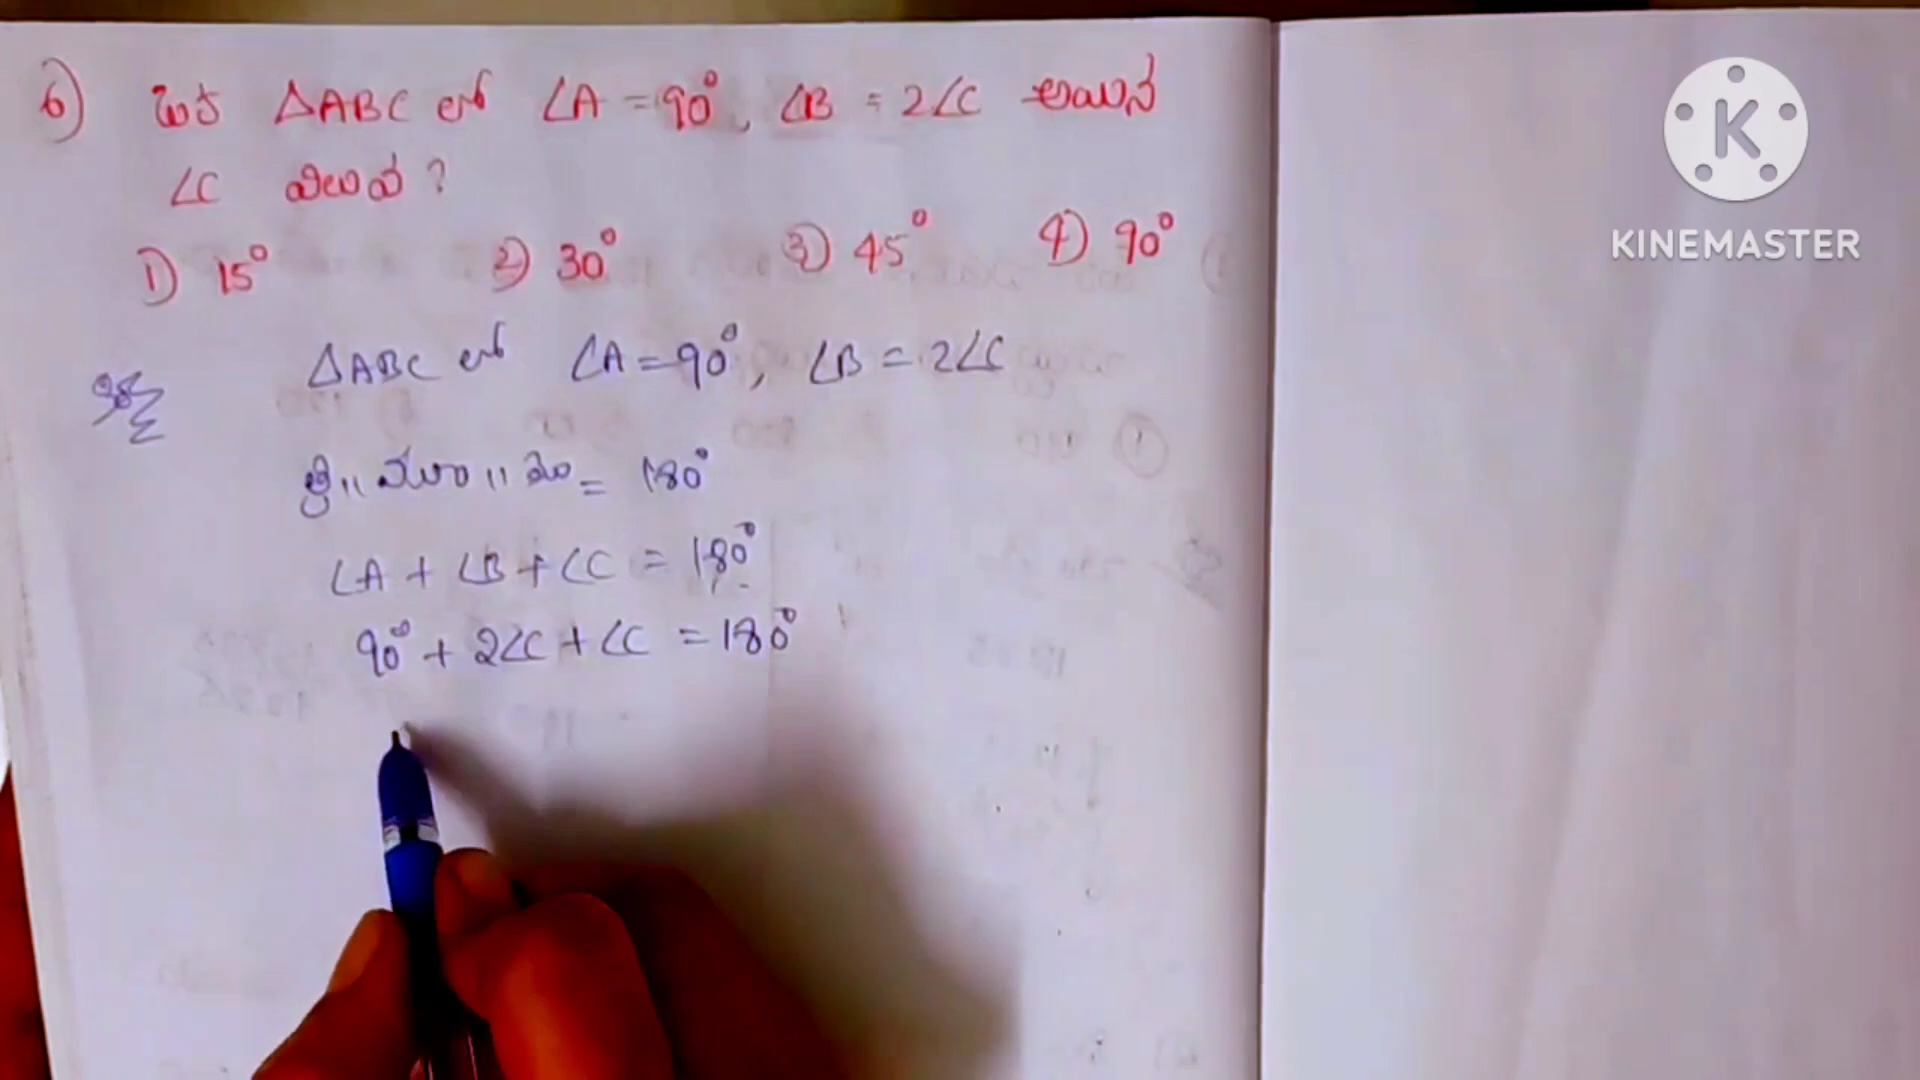 6) ఒక ΔABC లో ∠A = 90°, ∠B = 2∠C అయిన
∠C విలువ ?
1) 15° 2) 30° 3) 45° 4) 90°
ΔABC లో ∠A = 90°, ∠B = 2∠C
= 180°
∠A + ∠B + ∠C = 180°
90° + 2∠C + ∠C = 180°
K
KINEMASTER